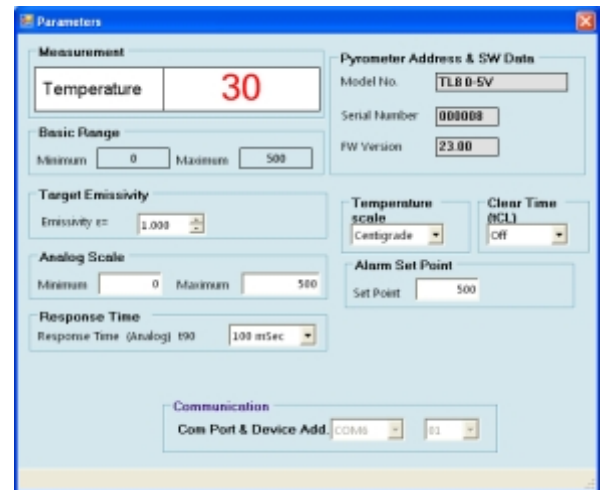 Parameters
Measurement
Temperature 30
Basic Range
Minimum 0 Maximum 500
Target Emissivity
Emissivity ε= 1.000
Analog Scale
Minimum 0 Maximum 500
Response Time
Response Time (Analog) t90 100 mSec
Pyrometer Address & SW Data
Model No. TL8 0-5V
Serial Number 000008
FW Version 23.00
Temperature
scale
Centigrade
Clear Time
(tCL)
Off
Alarm Set Point
Set Point 500
Communication
Com Port & Device Add. COM6 01